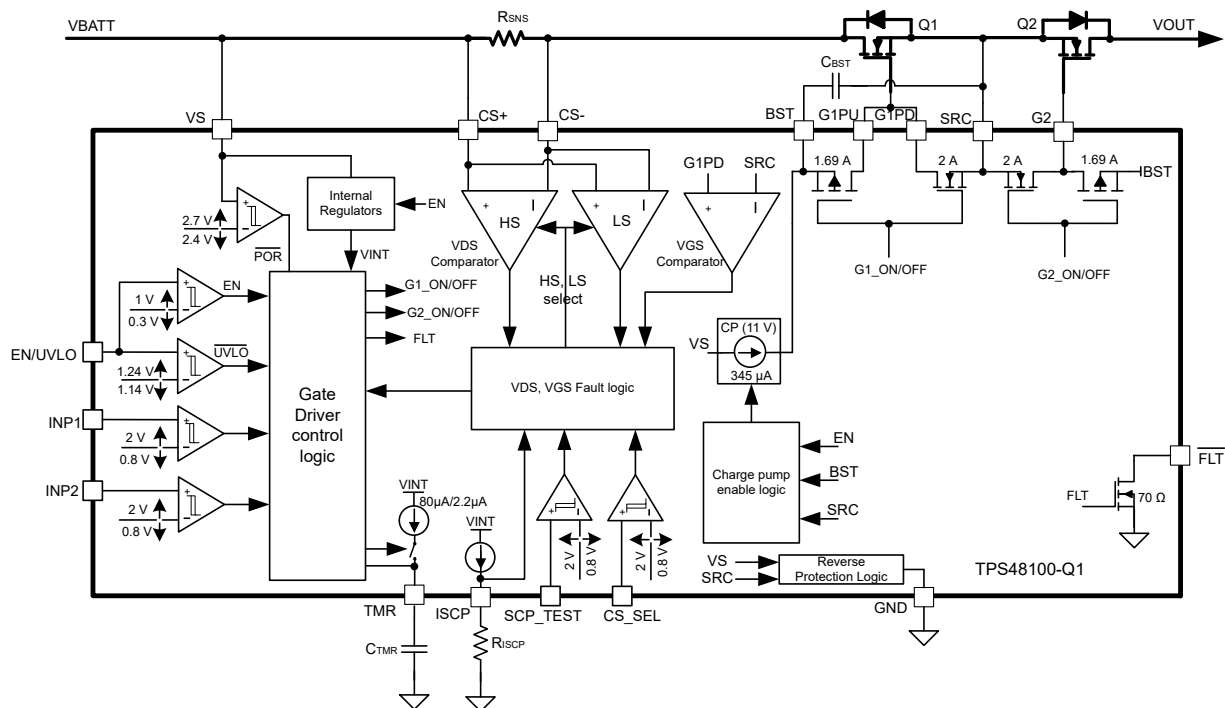 VBATT
RSNS
Q1
Q2
VOUT
CBST
VS
CS+
CS-
BST
G1PU
G1PD
SRC
G2
1.69 A
2 A
2 A
1.69 A
BST
G1_ON/OFF
G2_ON/OFF
Internal
Regulators
EN
VINT
2.7 V
2.4 V
POR
+
-
HS
LS
VDS
Comparator
HS, LS
select
G1PD
SRC
VGS
Comparator
G1_ON/OFF
G2_ON/OFF
FLT
EN
1 V
0.3 V
EN/UVLO
UVLO
1.24 V
1.14 V
INP1
2 V
0.8 V
INP2
2 V
0.8 V
Gate
Driver
control
logic
VDS, VGS Fault logic
VS
CP (11 V)
345 µA
Charge pump
enable logic
EN
BST
SRC
FLT
FLT
70 Ω
VINT
80µA/2.2µA
VINT
2 V
0.8 V
2 V
0.8 V
VS
SRC
Reverse
Protection Logic
TPS48100-Q1
TMR
ISCP
SCP_TEST
CS_SEL
GND
CTMR
RISCP